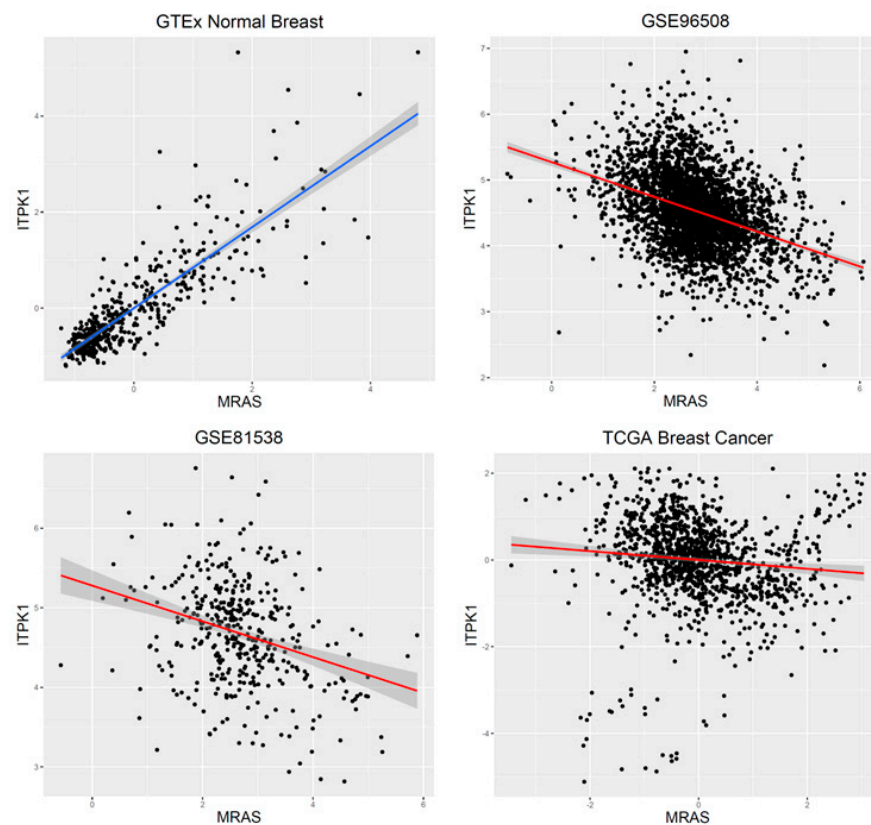 GTEx Normal Breast
GSE96508
ITPK1
4
2
0
0
2
4
MRAS
ITPK1
7
6
5
4
3
2
0
2
4
6
MRAS
GSE81538
TCGA Breast Cancer
ITPK1
6
5
4
3
0
2
4
6
MRAS
ITPK1
2
0
-2
-4
-2
0
2
MRAS